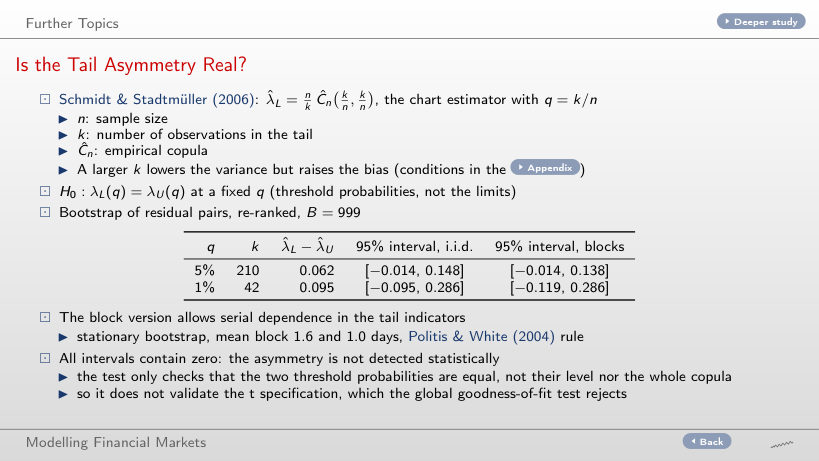 Further Topics
Deeper study
Is the Tail Asymmetry Real?
Schmidt & Stadtmüller (2006): λ̂_L = n/k Ĉ_n(k/n, k/n), the chart estimator with q = k/n
n: sample size
k: number of observations in the tail
Ĉ_n: empirical copula
A larger k lowers the variance but raises the bias (conditions in the Appendix)
H₀ : λ_L(q) = λ_U(q) at a fixed q (threshold probabilities, not the limits)
Bootstrap of residual pairs, re-ranked, B = 999
q k λ̂_L − λ̂_U 95% interval, i.i.d. 95% interval, blocks
5% 210 0.062 [−0.014, 0.148] [−0.014, 0.138]
1% 42 0.095 [−0.095, 0.286] [−0.119, 0.286]
The block version allows serial dependence in the tail indicators
stationary bootstrap, mean block 1.6 and 1.0 days, Politis & White (2004) rule
All intervals contain zero: the asymmetry is not detected statistically
the test only checks that the two threshold probabilities are equal, not their level nor the whole copula
so it does not validate the t specification, which the global goodness-of-fit test rejects
Modelling Financial Markets
Back